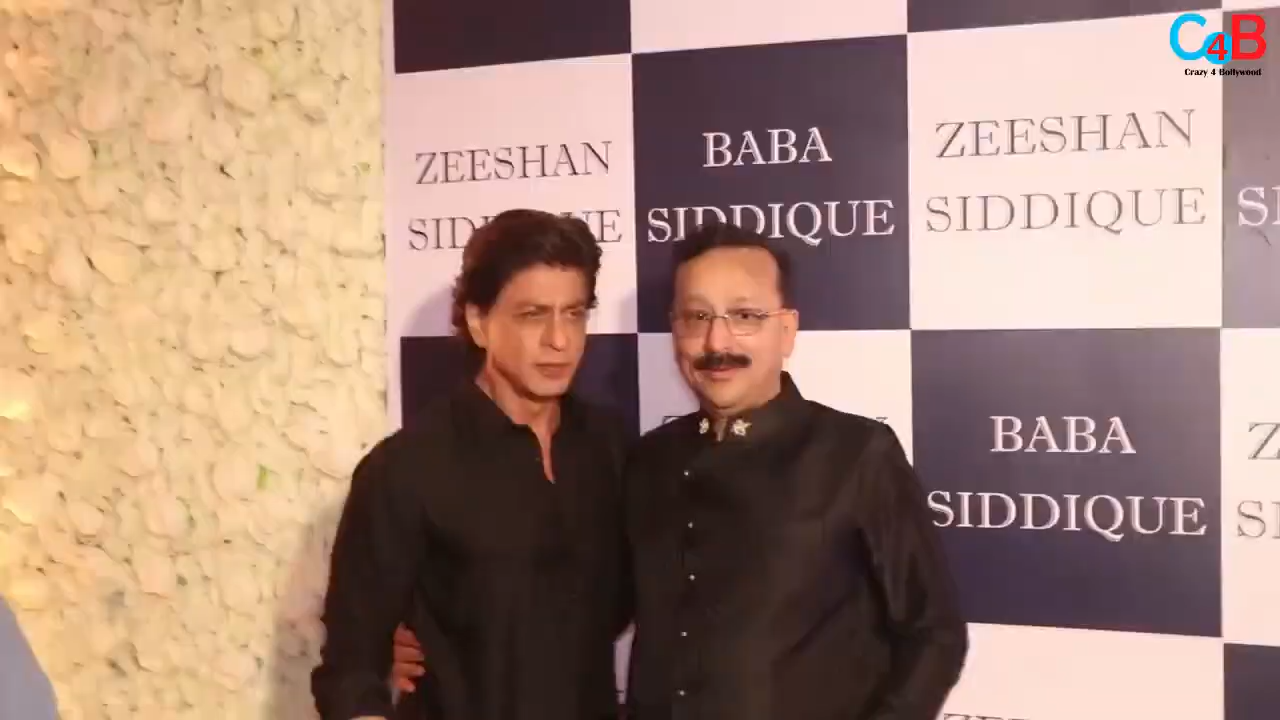 C4B
Crazy 4 Bollywood
ZEESHAN
BABA
SIDDIQUE
ZEESHAN
SIDDIQUE
BABA
SIDDIQUE